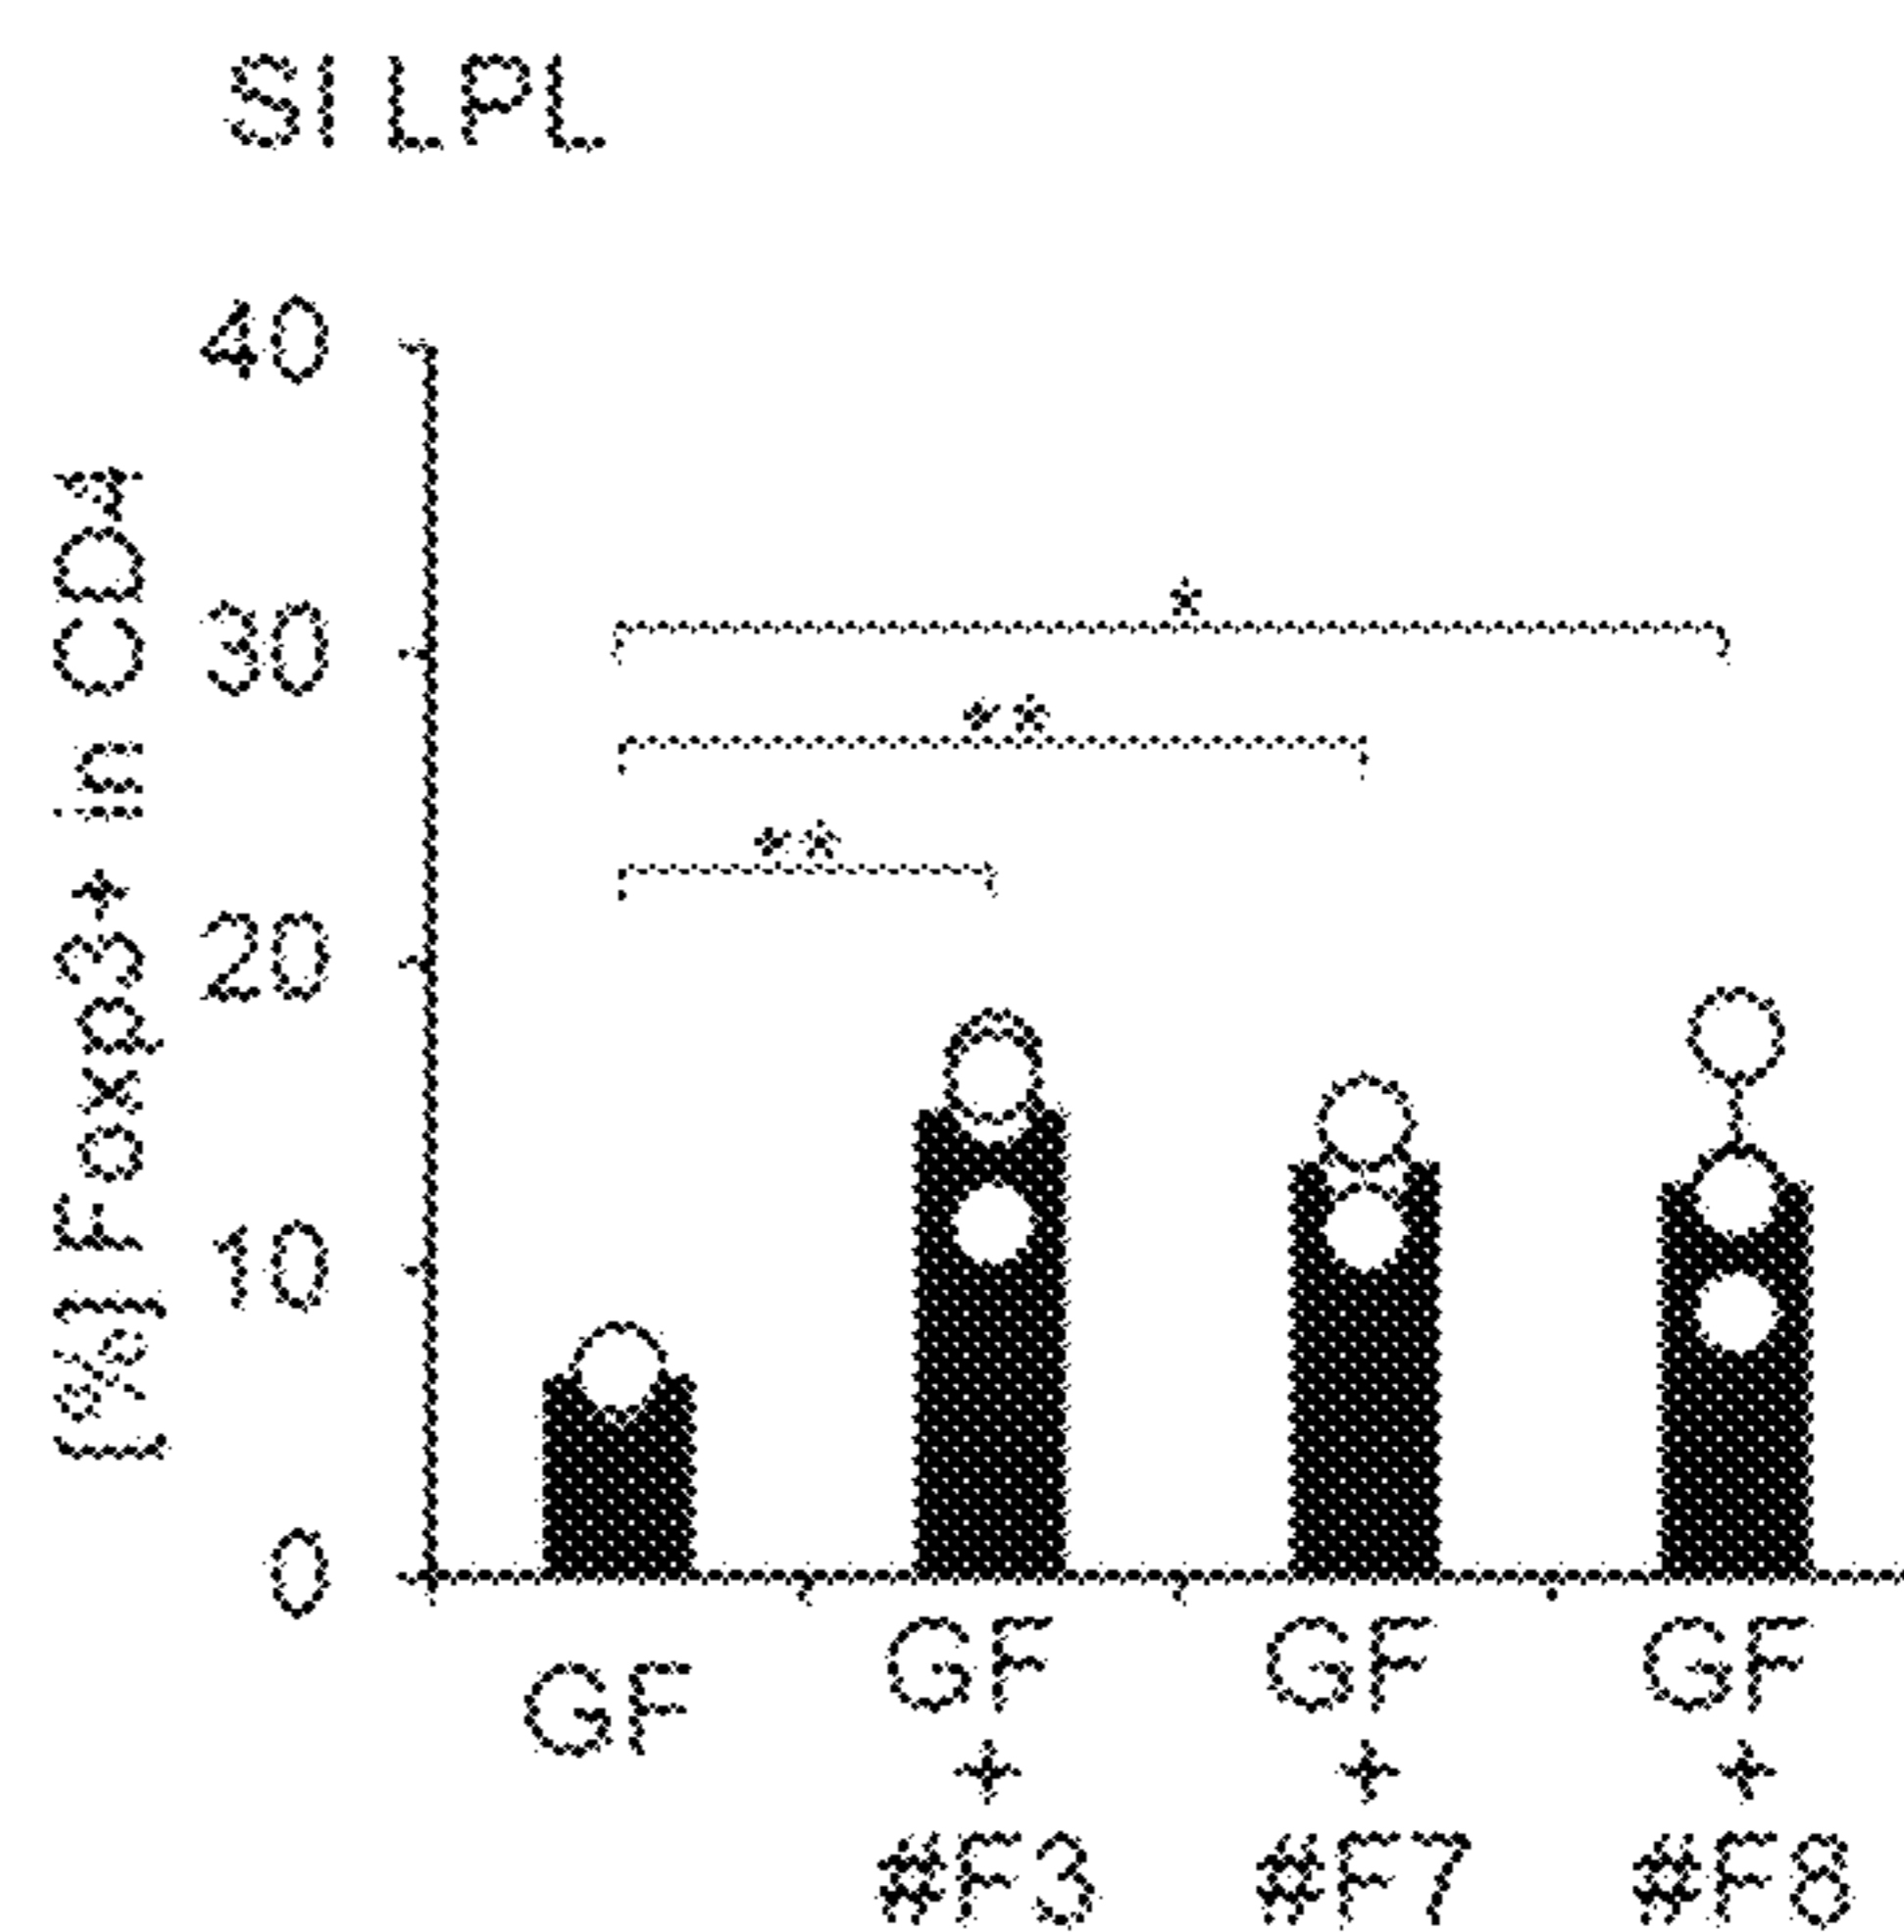 SI LPL
[%] Foxp3+ in CD4
40
30
20
10
0
*
**
**
GF
GF
+
#F3
GF
+
#F7
GF
+
#F8